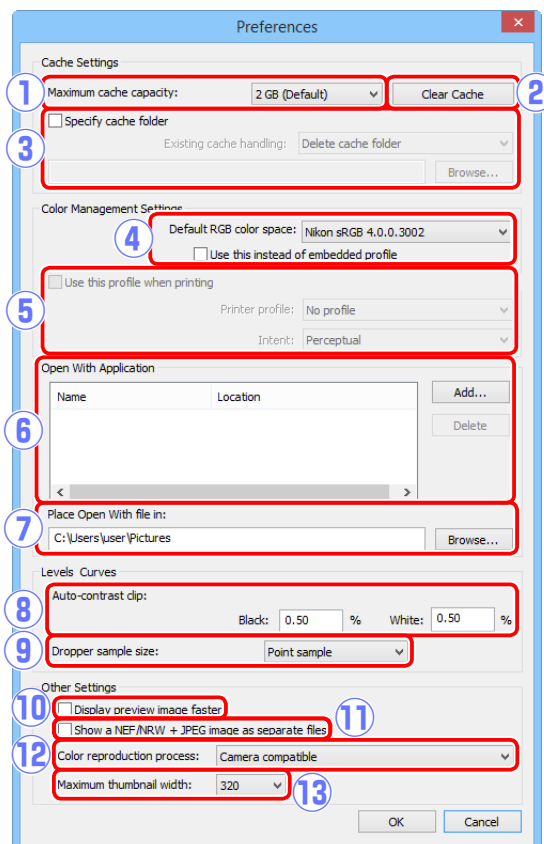 Preferences
×
Cache Settings
1 Maximum cache capacity: 2 GB (Default) Clear Cache 2
Specify cache folder
3 Existing cache handling: Delete cache folder
Browse...
Color Management Settings
4 Default RGB color space: Nikon sRGB 4.0.0.3002
Use this instead of embedded profile
Use this profile when printing
5 Printer profile: No profile
Intent: Perceptual
Open With Application
Name Location Add...
6 Delete
Place Open With file in:
7 C:\Users\user\Pictures Browse...
Levels Curves
Auto-contrast clip:
8 Black: 0.50 % White: 0.50 %
9 Dropper sample size: Point sample
Other Settings
10 Display preview image faster
Show a NEF/NRW + JPEG image as separate files 11
12 Color reproduction process: Camera compatible
Maximum thumbnail width: 320 13
OK Cancel